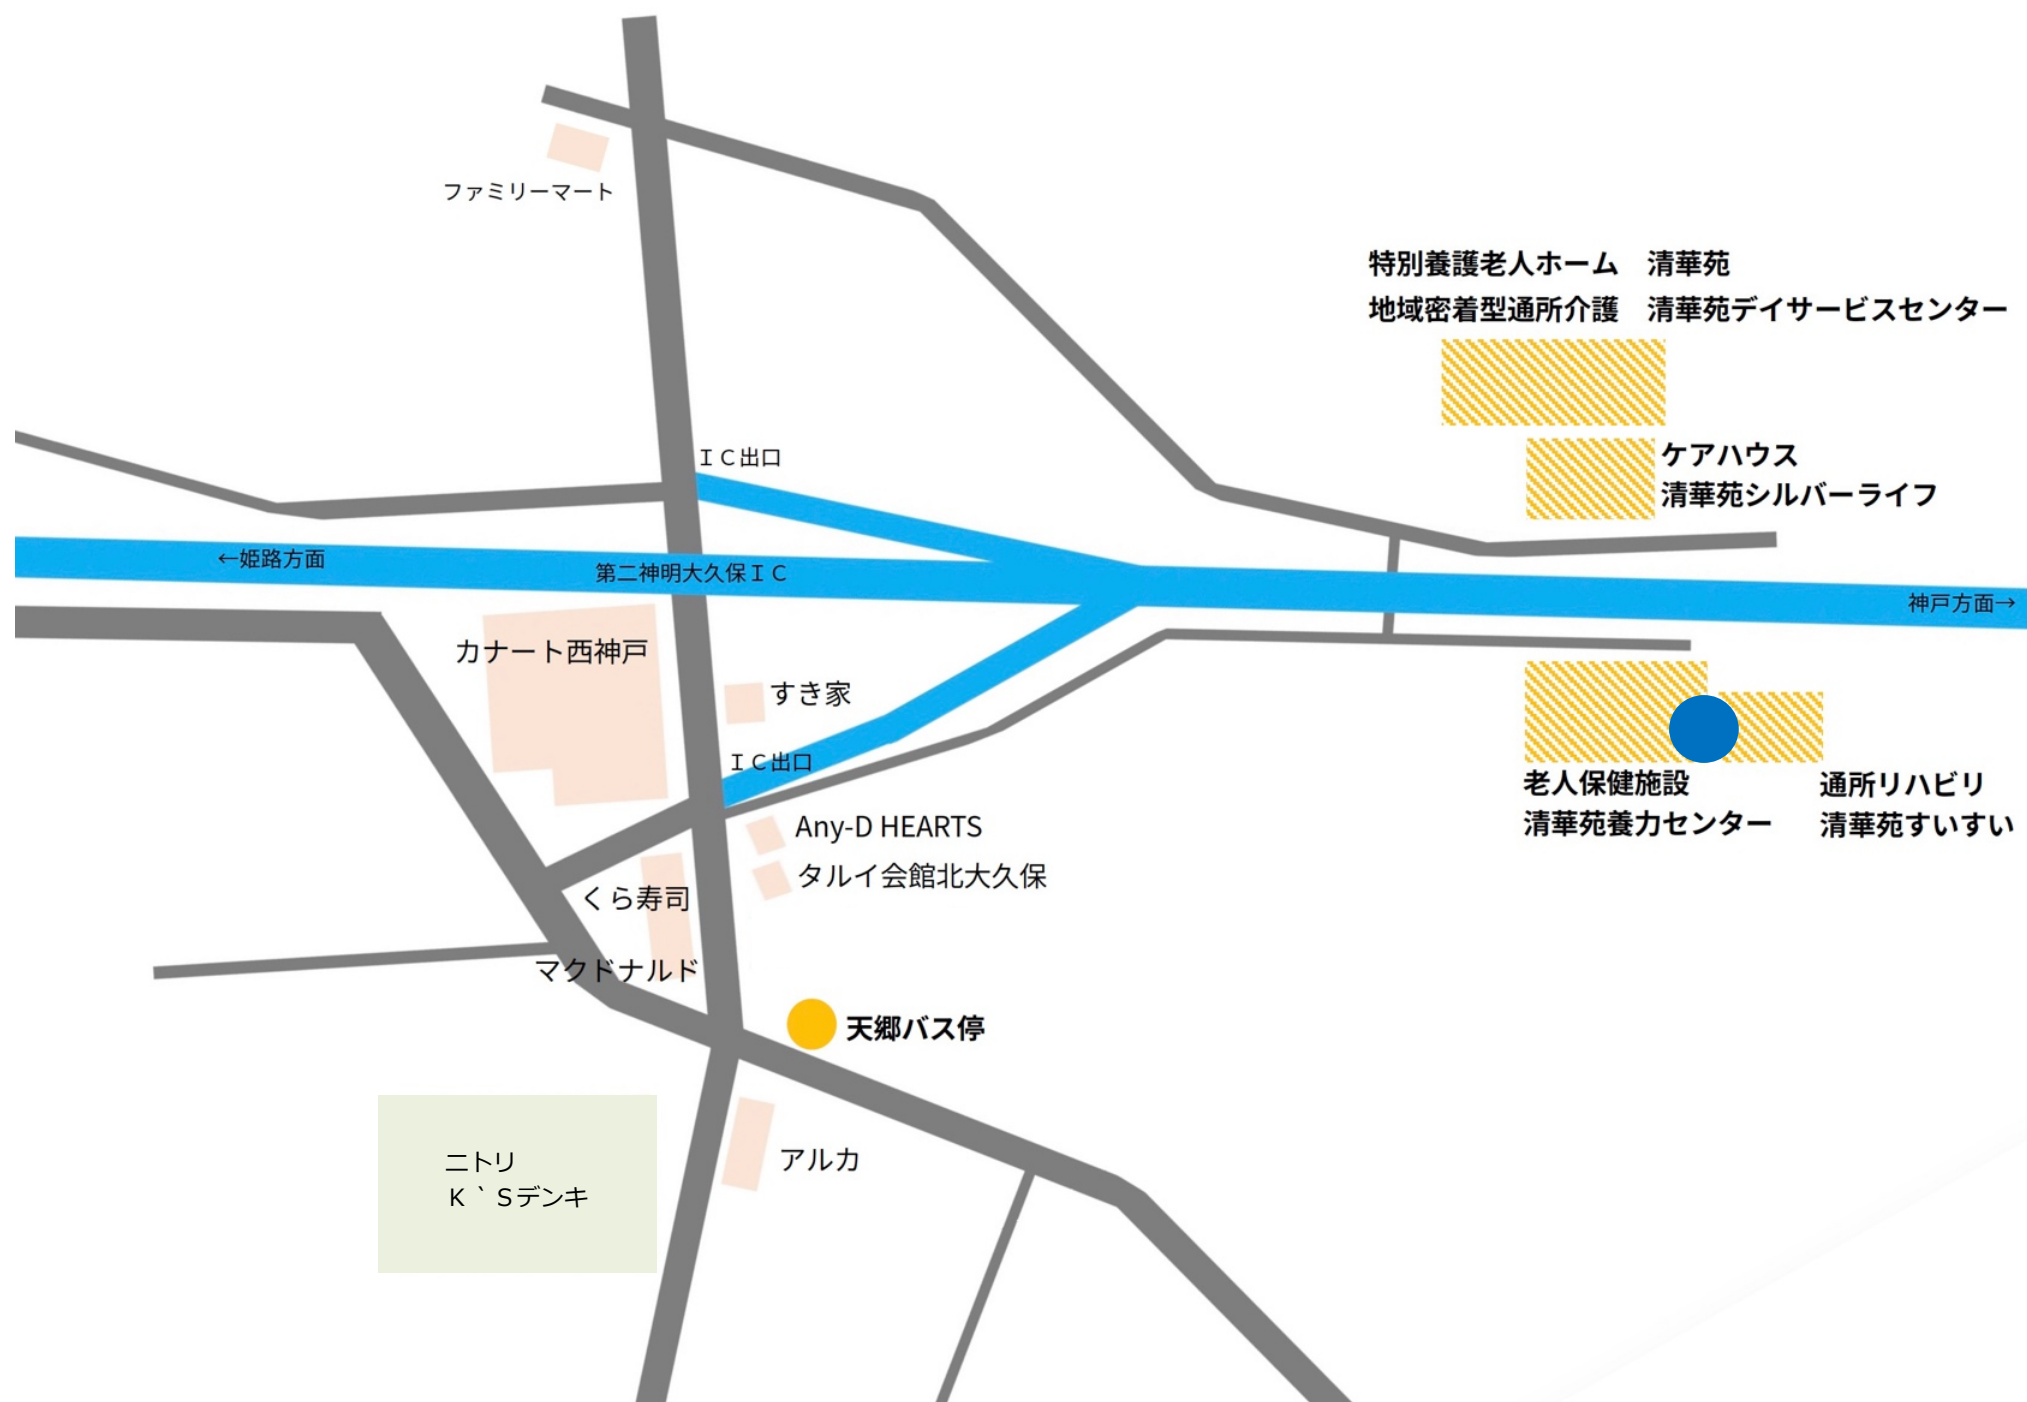 ファミリーマート
特別養護老人ホーム　清華苑
地域密着型通所介護　清華苑デイサービスセンター
ＩＣ出口
ケアハウス
清華苑シルバーライフ
←姫路方面
第二神明大久保ＩＣ
神戸方面→
カナート西神戸
すき家
ＩＣ出口
老人保健施設
清華苑養力センター
通所リハビリ
清華苑すいすい
Any-D HEARTS
タルイ会館北大久保
くら寿司
マクドナルド
天郷バス停
アルカ
ニトリ
Ｋ｀Ｓデンキ